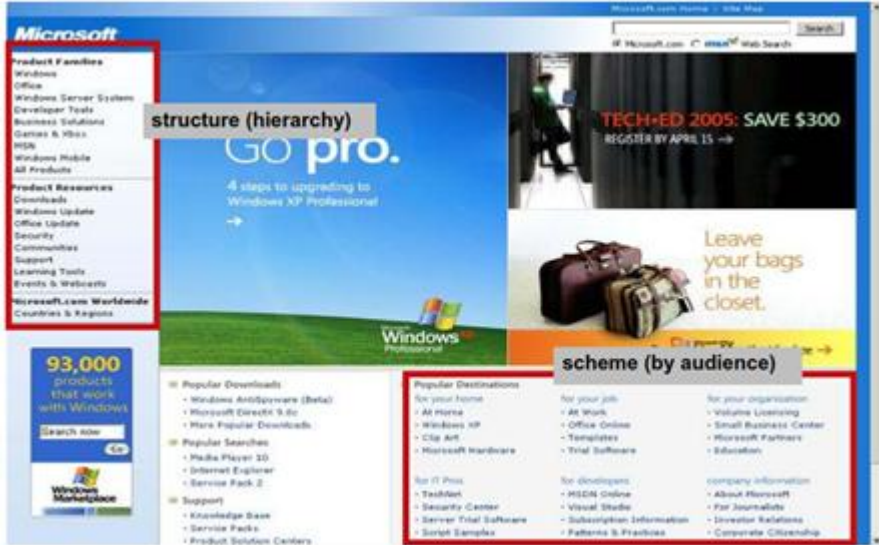 Microsoft.com Home | Site Map
Microsoft
Search
Microsoft.com msn Web Search
Product Families
Windows
Office
Windows Server System
Developer Tools
Business Solutions
Games & Xbox
MSN
Windows Mobile
All Products
Product Resources
Downloads
Windows Update
Office Update
Security
Communities
Support
Learning Tools
Events & Webcasts
Microsoft.com Worldwide
Countries & Regions
structure (hierarchy)
Go pro.
4 steps to upgrading to
Windows XP Professional
Windows xp
Professional
TECH•ED 2005: SAVE $300
REGISTER BY APRIL 15
Leave
your bags
in the
closet.
93,000
products
that work
with Windows
Search now
Go
Windows
Marketplace
Popular Downloads
Windows AntiSpyware (Beta)
Microsoft DirectX 9.0c
More Popular Downloads
Popular Searches
Media Player 10
Internet Explorer
Service Pack 2
Support
Knowledge Base
Service Packs
Product Solution Centers
scheme (by audience)
Popular Destinations
for your home
At Home
Windows XP
Clip Art
Microsoft Hardware
for your job
At Work
Office Online
Templates
Trial Software
for your organization
Volume Licensing
Small Business Center
Microsoft Partners
Education
for IT Pros
TechNet
Security Center
Server Trial Software
Script Samples
for developers
MSDN Online
Visual Studio
Subscription Information
Patterns & Practices
company information
About Microsoft
For Journalists
Investor Relations
Corporate Citizenship